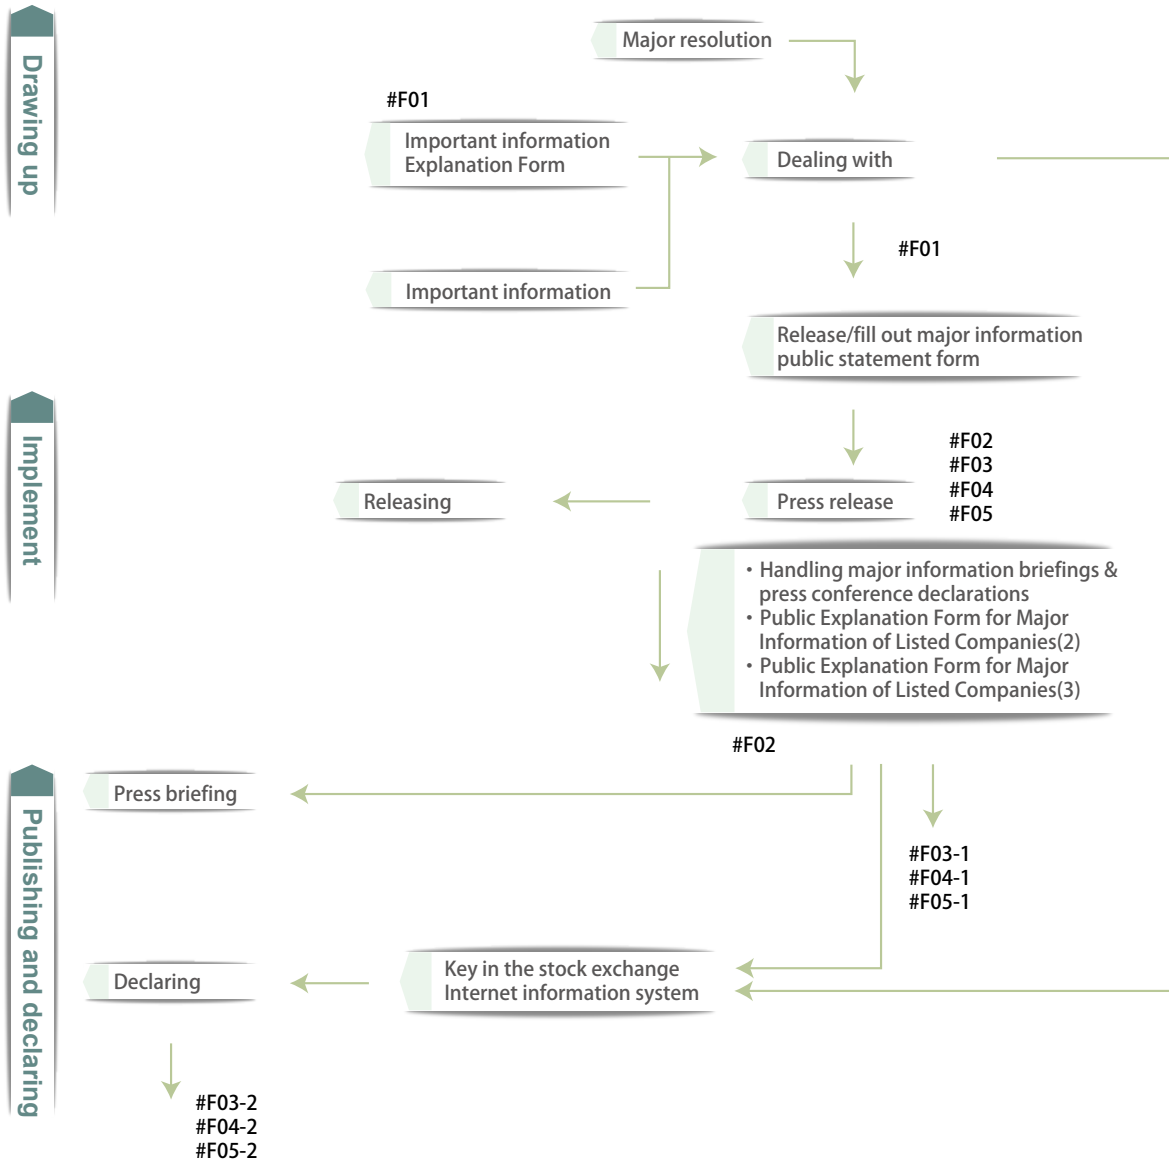 Drawing up
Major resolution
#F01
Important information
Explanation Form
Dealing with
#F01
Important information
Release/fill out major information
public statement form
Implement
#F02
#F03
#F04
#F05
Releasing
Press release
・Handling major information briefings &
press conference declarations
・Public Explanation Form for Major
Information of Listed Companies(2)
・Public Explanation Form for Major
Information of Listed Companies(3)
#F02
Publishing and declaring
Press briefing
#F03-1
#F04-1
#F05-1
Declaring
Key in the stock exchange
Internet information system
#F03-2
#F04-2
#F05-2